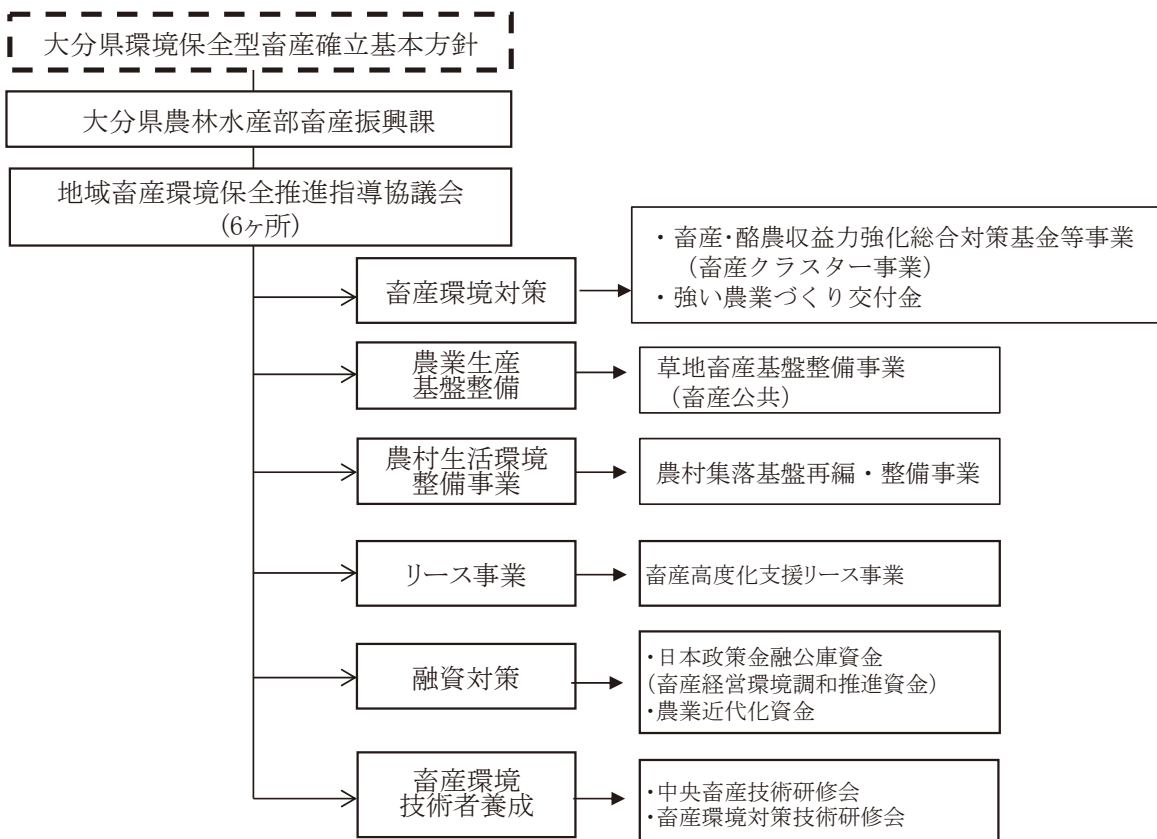 大分県環境保全型畜産確立基本方針
大分県農林水産部畜産振興課
地域畜産環境保全推進指導協議会
(6ヶ所)
畜産環境対策
・畜産・酪農収益力強化総合対策基金等事業
（畜産クラスター事業）
・強い農業づくり交付金
農業生産
基盤整備
草地畜産基盤整備事業
（畜産公共）
農村生活環境
整備事業
農村集落基盤再編・整備事業
リース事業
畜産高度化支援リース事業
融資対策
・日本政策金融公庫資金
(畜産経営環境調和推進資金)
・農業近代化資金
畜産環境
技術者養成
・中央畜産技術研修会
・畜産環境対策技術研修会